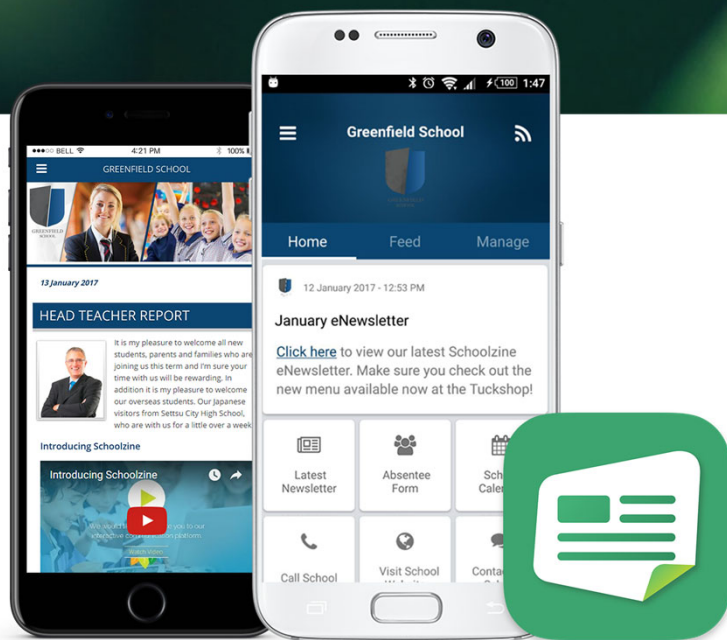 BELL
4:21 PM
100%
GREENFIELD SCHOOL
GREENFIELD
SCHOOL
13 January 2017
HEAD TEACHER REPORT
It is my pleasure to welcome all new
students, parents and families who are
joining us this term and I'm sure your
time with us will be rewarding. In
addition it is my pleasure to welcome
our overseas students. Our Japanese
visitors from Settsu City High School,
who are with us for a little over a week
Introducing Schoolzine
Introducing Schoolzine
Watch Video
100 1:47
Greenfield School
GREENFIELD
SCHOOL
Home
Feed
Manage
12 January 2017 - 12:53 PM
January eNewsletter
Click here to view our latest Schoolzine
eNewsletter. Make sure you check out the
new menu available now at the Tuckshop!
Latest
Newsletter
Absentee
Form
Call School
Visit School